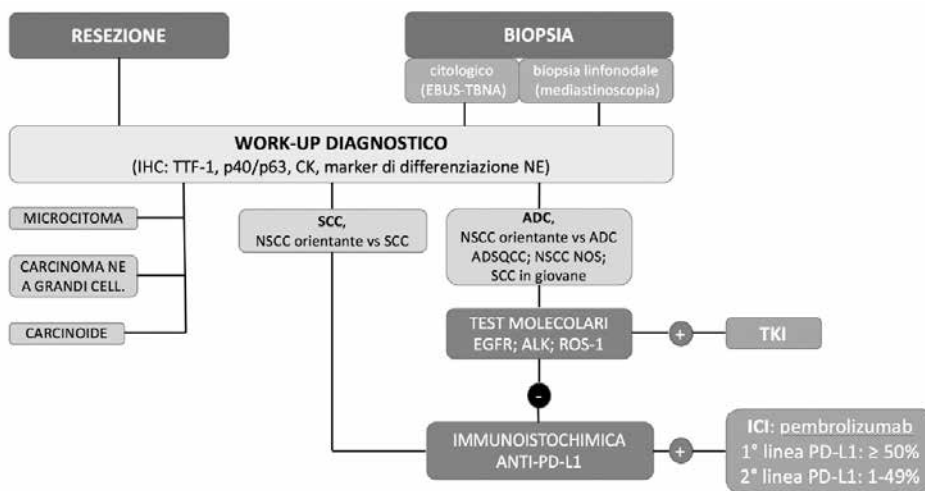 RESEZIONE
BIOPSIA
citologico
(EBUS-TBNA)
biopsia linfonodale
(mediastinoscopia)
WORK-UP DIAGNOSTICO
(IHC: TTF-1, p40/p63, CK, marker di differenziazione NE)
MICROCITOMA
CARCINOMA NE
A GRANDI CELL.
CARCINOIDE
SCC,
NSCC orientante vs SCC
ADC,
NSCC orientante vs ADC
ADSQCC; NSCC NOS;
SCC in giovane
TEST MOLECOLARI
EGFR; ALK; ROS-1
+
TKI
-
IMMUNOISTOCHIMICA
ANTI-PD-L1
+
ICI: pembrolizumab
1° linea PD-L1: ≥ 50%
2° linea PD-L1: 1-49%